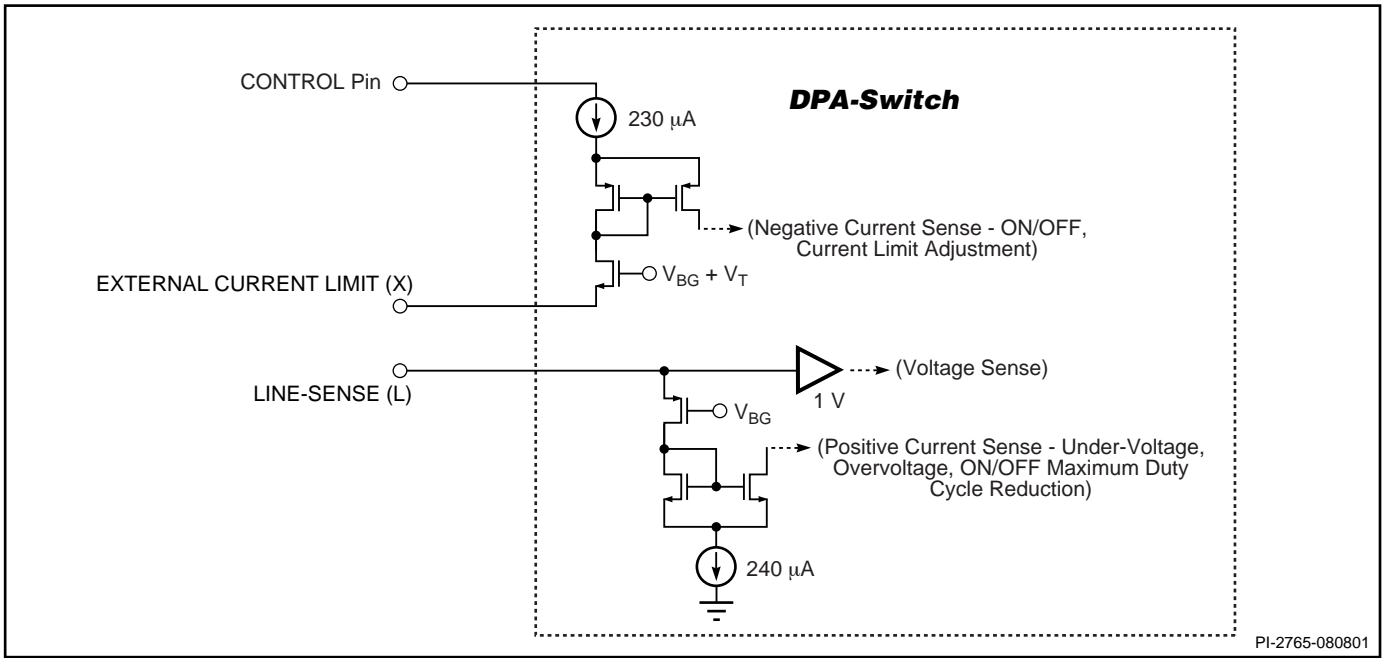 CONTROL Pin
DPA-Switch
230 μA
(Negative Current Sense - ON/OFF,
Current Limit Adjustment)
V_BG + V_T
EXTERNAL CURRENT LIMIT (X)
(Voltage Sense)
LINE-SENSE (L)
1 V
V_BG
(Positive Current Sense - Under-Voltage,
Overvoltage, ON/OFF Maximum Duty
Cycle Reduction)
240 μA
PI-2765-080801